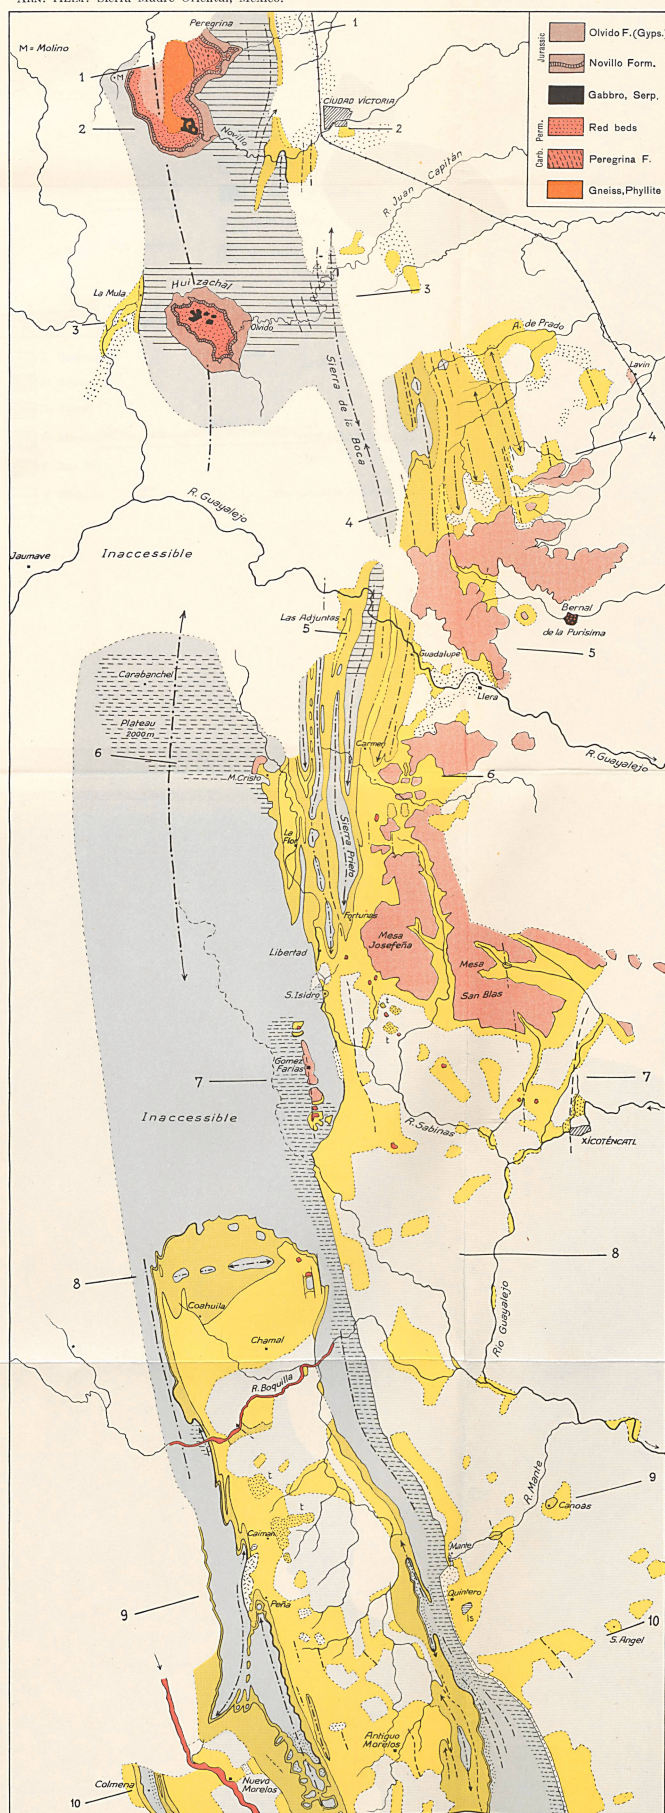 ARN. HEIM: Sierra Madre Oriental, Mexico.
Peregrina
1
M = Molino
1
M
2
Novillo
CIUDAD VICTORIA
2
R. Juan Capitán
Jurassic
Olvido F. (Gyps.)
Novillo Form.
Gabbro, Serp.
Perm.
Red beds
Carb.
Peregrina F.
Gneiss, Phyllite
La Mula
Huizachal
3
3
Olvido
A. de Prado
Lavin
Sierra de la Boca
4
R. Guayalejo
4
Jaumave
Inaccessible
Las Adjuntas
5
Bernal
de la Purísima
Guadalupe
5
Llera
Carabanchel
Plateau
2000 m
6
Carmen
R. Guayalejo
M. Cristo
6
La
Flor
Sierra Prieto
Fortunas
Mesa
Josefeña
Libertad
Mesa
San Blas
S. Isidro
t
t
Gomez
Farias
7
7
Inaccessible
R. Sabinas
XICOTÉNCATL
8
8
Coahuila
Chamal
Rio Guayalejo
R. Boquilla
R. Mante
9
t
Canoas
t
Caiman
Mante
Quintero
9
Peña
ls
10
S. Angel
Antiguo
Morelos
Colmena
Nuevo
Morelos
10